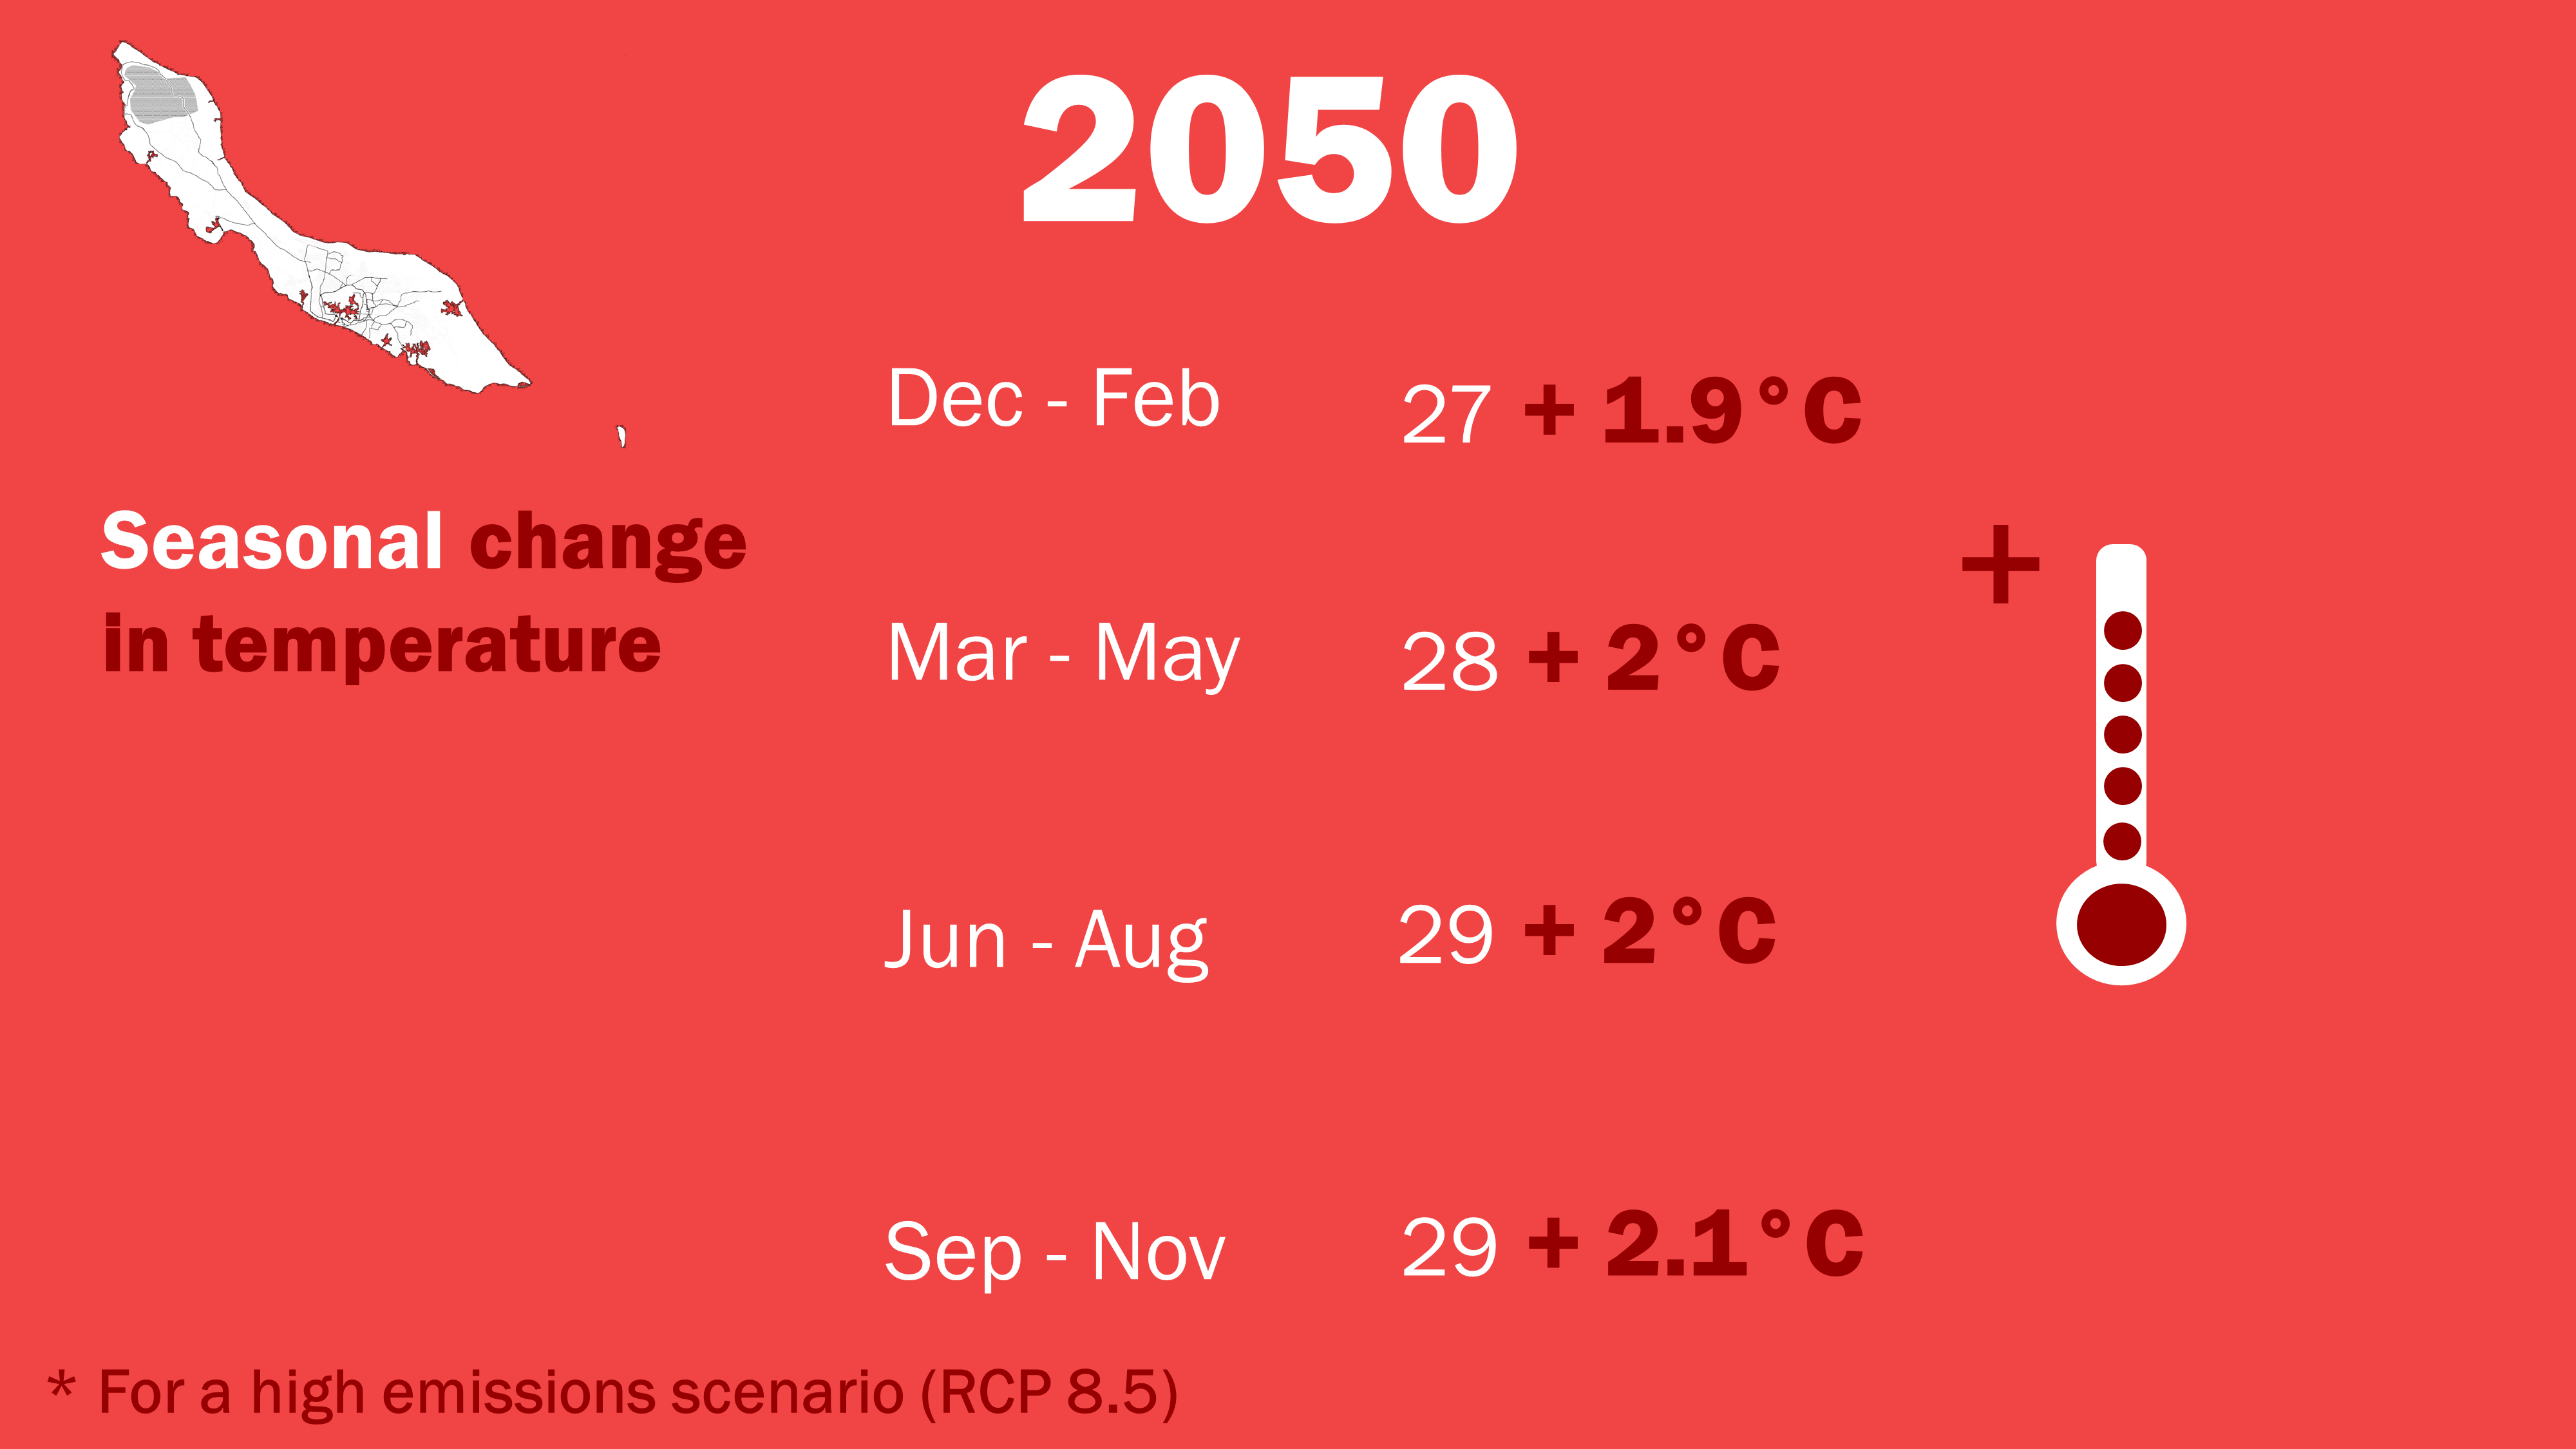 2050
Seasonal change
in temperature
Dec - Feb 27 + 1.9°C
Mar - May 28 + 2°C
Jun - Aug 29 + 2°C
Sep - Nov 29 + 2.1°C
+
* For a high emissions scenario (RCP 8.5)